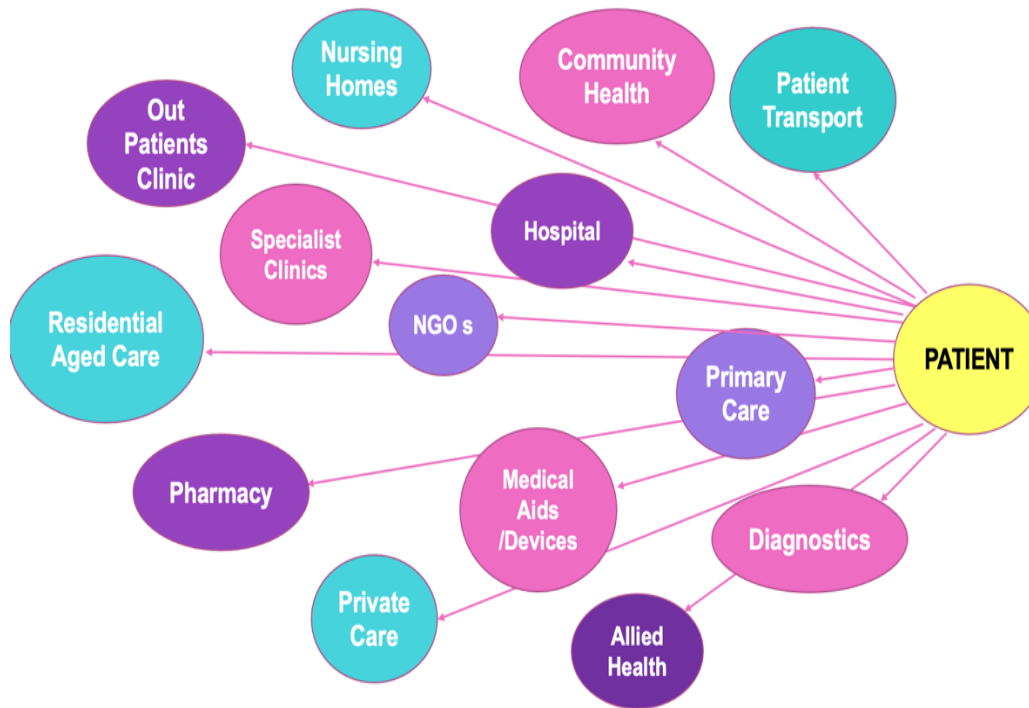 Nursing
Homes
Community
Health
Patient
Transport
Out
Patients
Clinic
Specialist
Clinics
Hospital
Residential
Aged Care
NGO s
Primary
Care
PATIENT
Pharmacy
Medical
Aids
/Devices
Diagnostics
Private
Care
Allied
Health